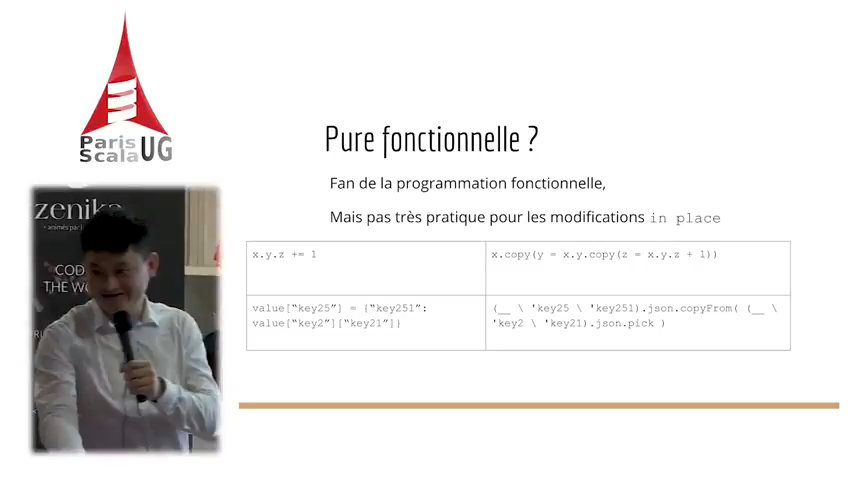 Paris
Scala UG
Pure fonctionnelle ?
Fan de la programmation fonctionnelle,
Mais pas très pratique pour les modifications in place
x.y.z += 1
x.copy(y = x.y.copy(z = x.y.z + 1))
value["key25"] = {"key251":
value["key2"]["key21"]}
(__ \ 'key25 \ 'key251).json.copyFrom( (__ \
'key2 \ 'key21).json.pick )
zenika
COD
THE WO